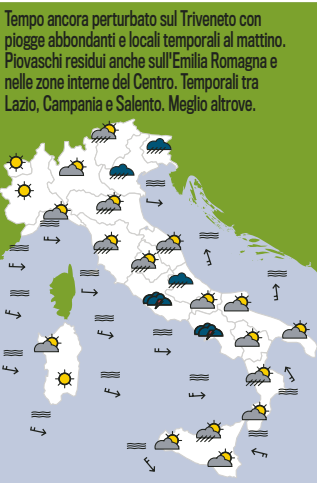 Tempo ancora perturbato sul Triveneto con
piogge abbondanti e locali temporali al mattino.
Piovaschi residui anche sull'Emilia Romagna e
nelle zone interne del Centro. Temporali tra
Lazio, Campania e Salento. Meglio altrove.